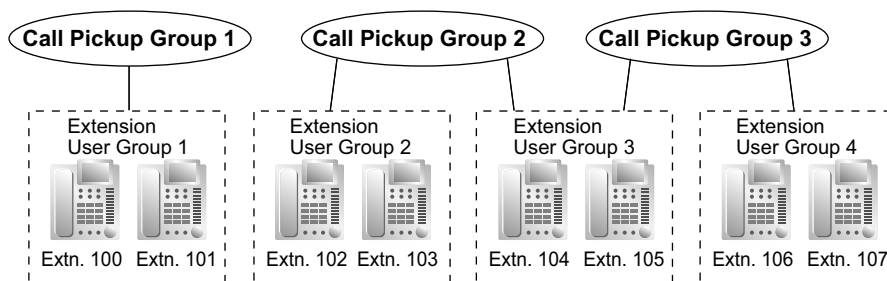 Call Pickup Group 1
Call Pickup Group 2
Call Pickup Group 3
Extension
User Group 1
Extn. 100
Extn. 101
Extension
User Group 2
Extn. 102
Extn. 103
Extension
User Group 3
Extn. 104
Extn. 105
Extension
User Group 4
Extn. 106
Extn. 107